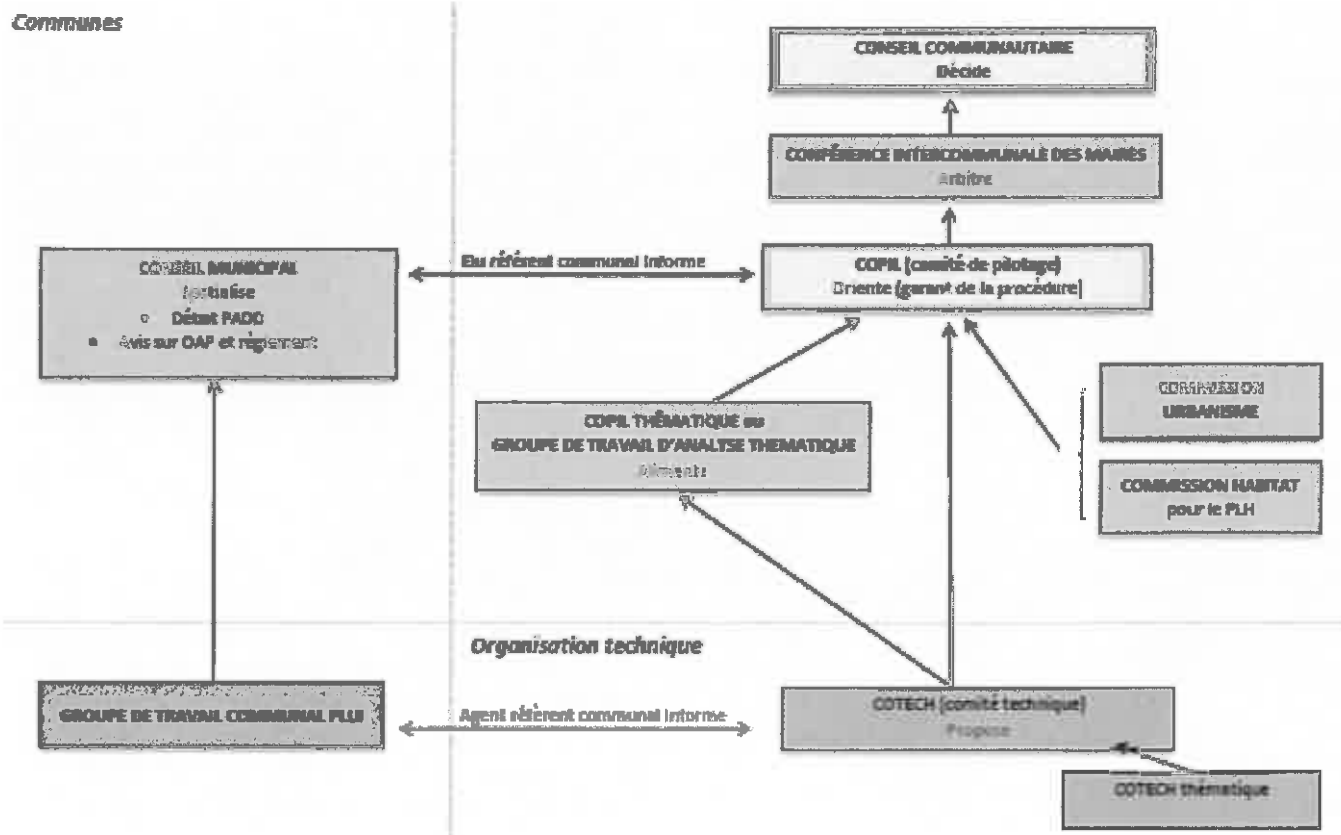 Communes
CONSEIL COMMUNAUTAIRE
Décide
CONFÉRENCE INTERCOMMUNALE DES MAIRES
Arbitre
CONSEIL MUNICIPAL
○ Débat PADD
● Avis sur OAP et règlement
Elu référent communal informe
COPIL (comité de pilotage)
Oriente (garant de la procédure)
COPIL THÉMATIQUE ou
GROUPE DE TRAVAIL D'ANALYSE THEMATIQUE
Alimente
COMMISSION
URBANISME
COMMISSION HABITAT
pour le PLH
Organisation technique
GROUPE DE TRAVAIL COMMUNAL PLUI
Agent référent communal informe
COTECH (comité technique)
Propose
COTECH thématique